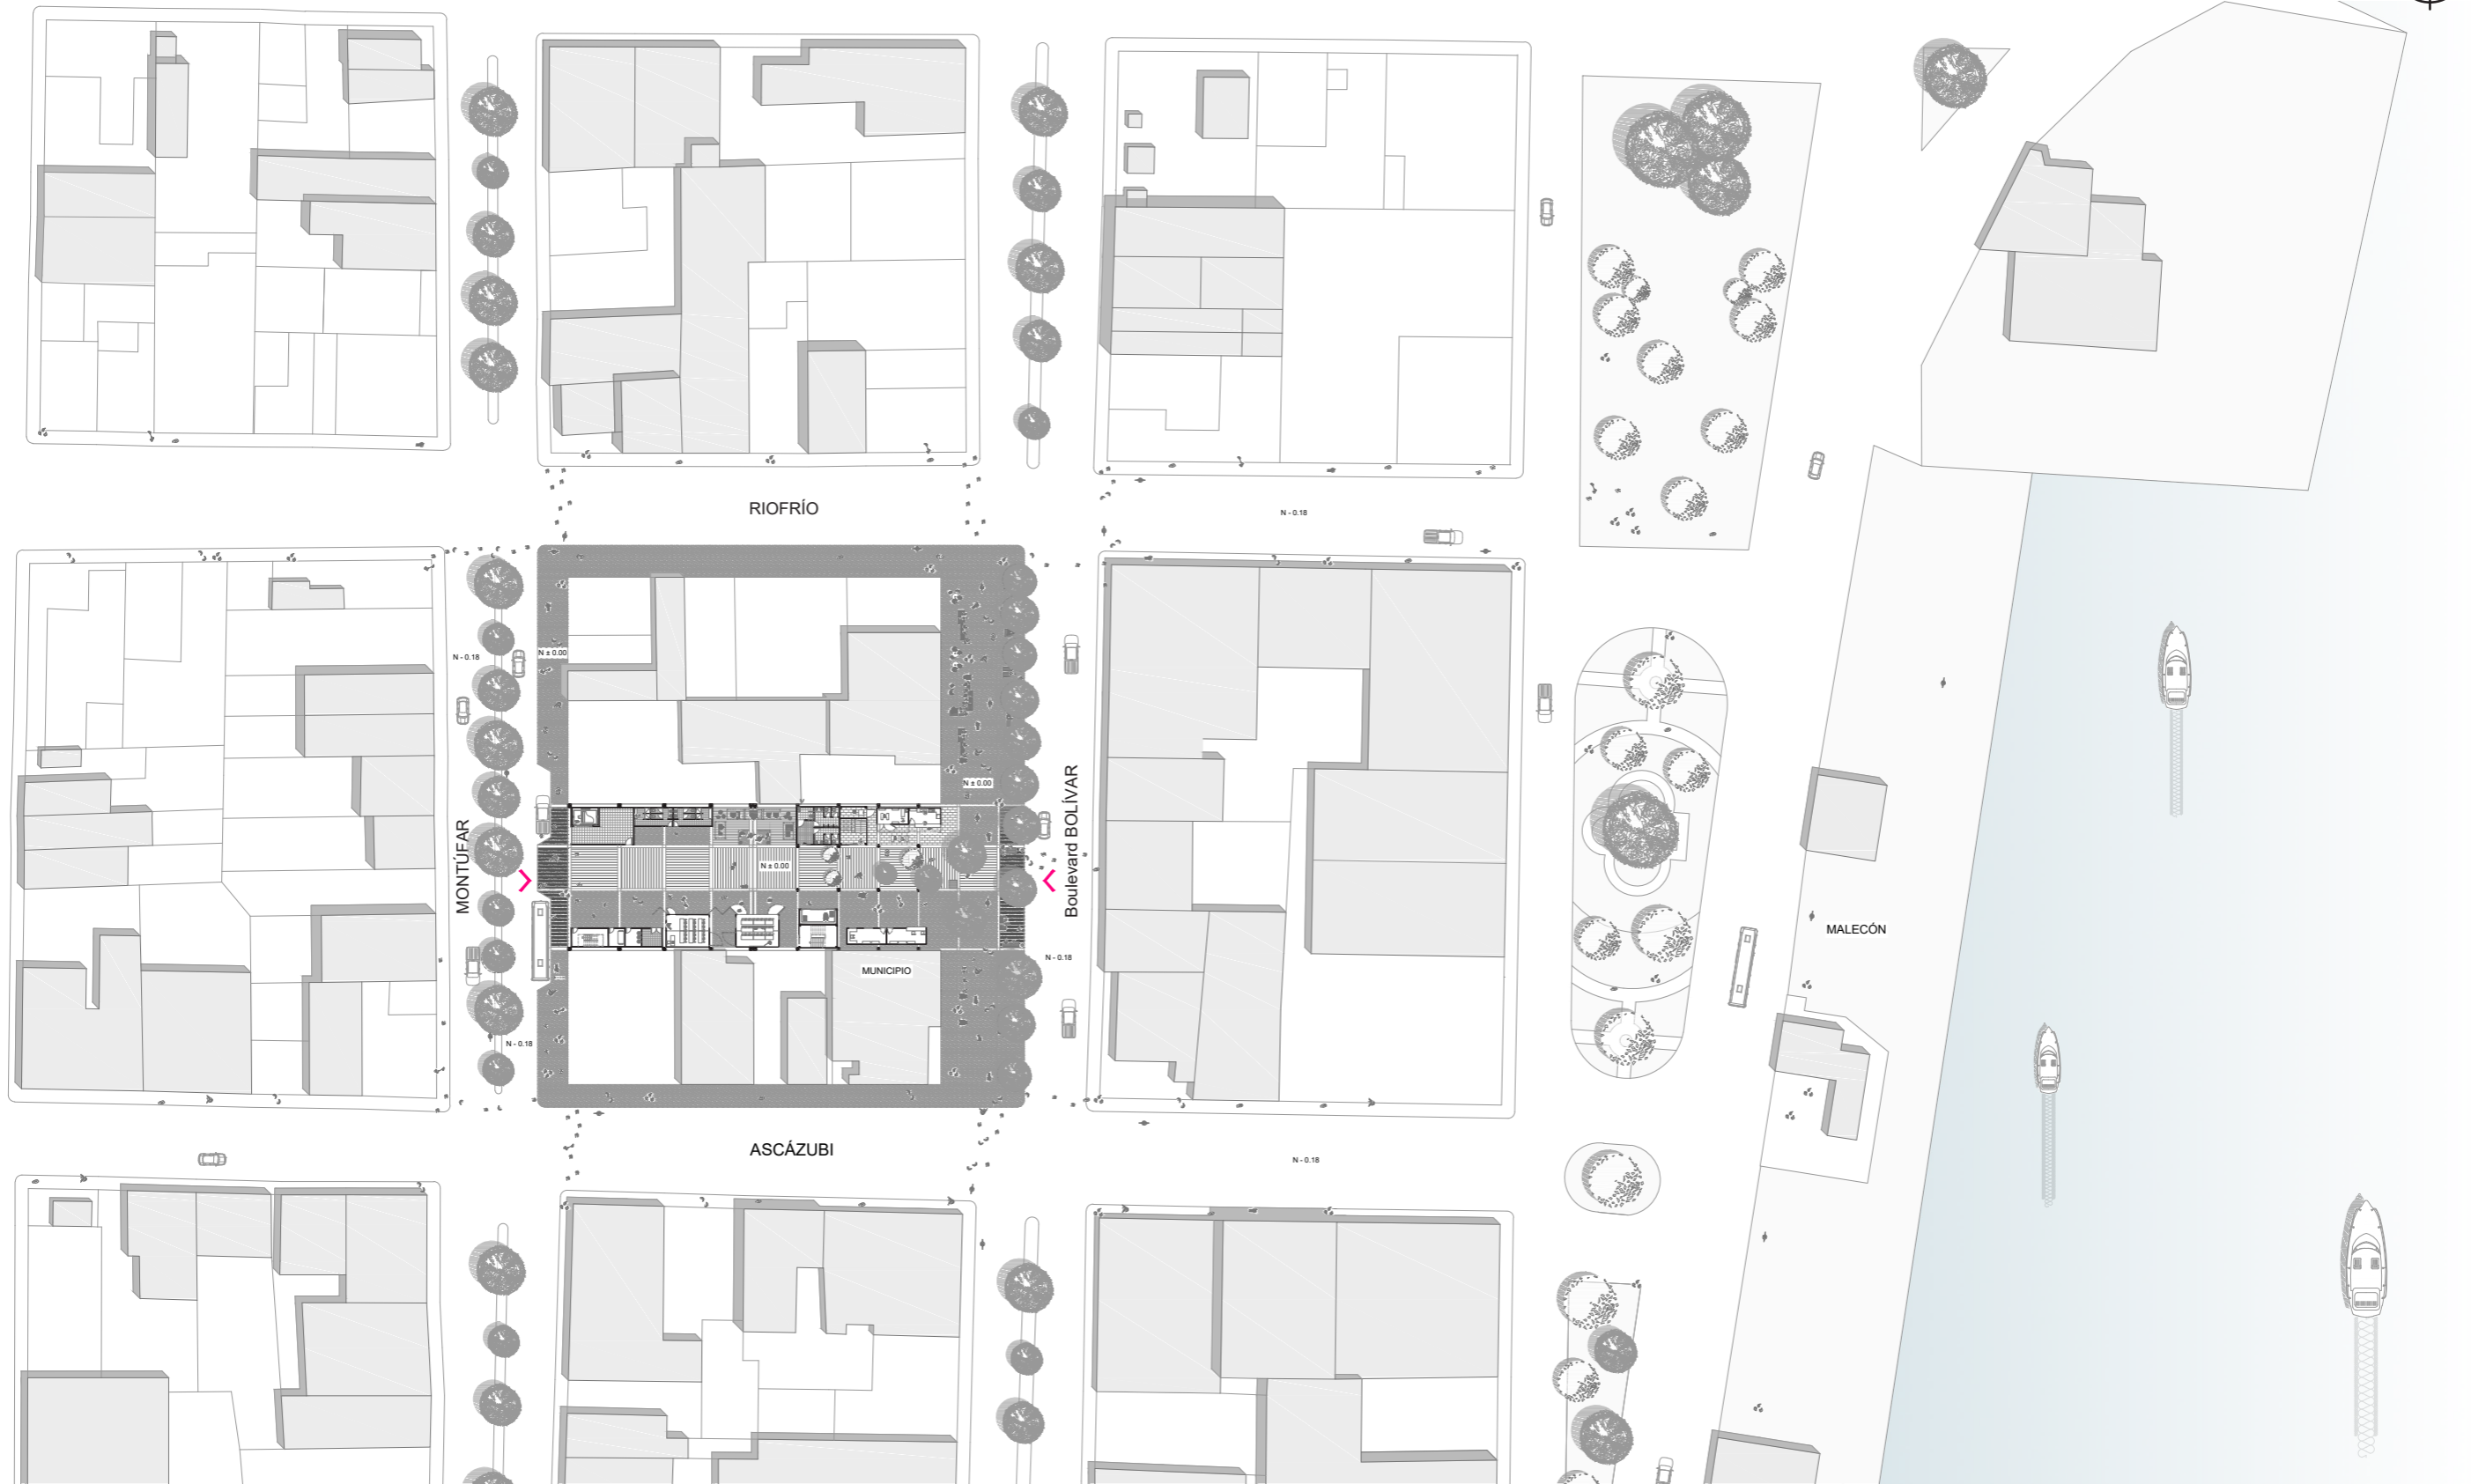 RIOFRÍO
N - 0.18
N ± 0.00
N - 0.18
N ± 0.00
MONTÚFAR
Boulevard BOLÍVAR
N ± 0.00
MALECÓN
N - 0.18
MUNICIPIO
N - 0.18
ASCÁZUBI
N - 0.18